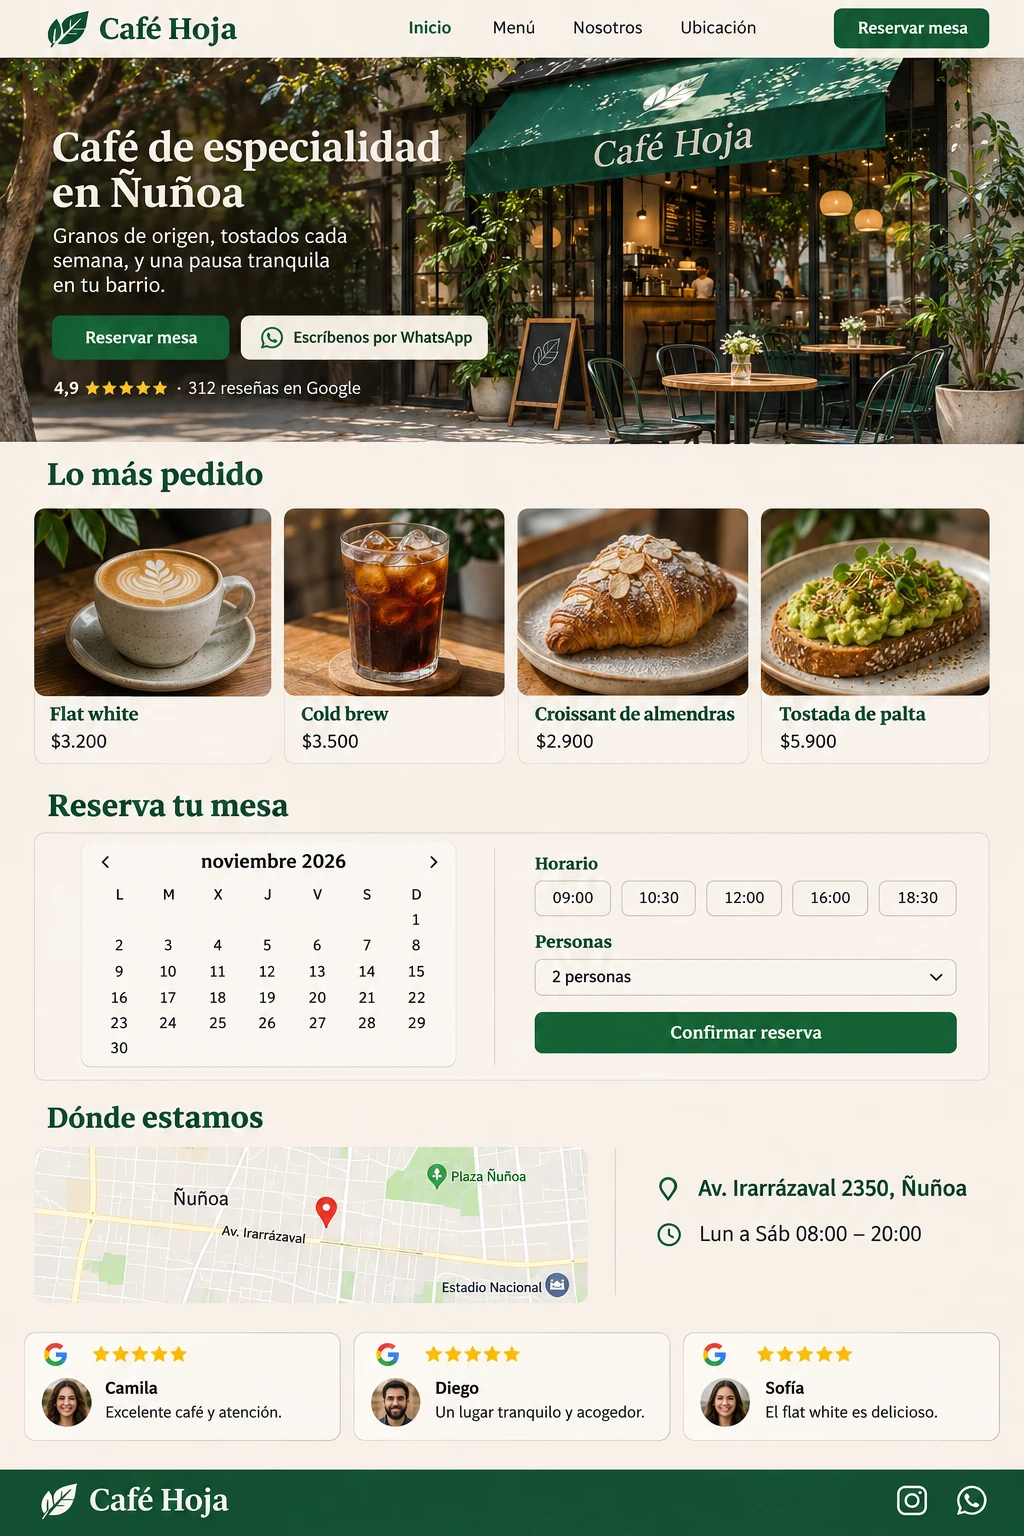 Café Hoja
Inicio
Menú
Nosotros
Ubicación
Reservar mesa
Café Hoja
Café de especialidad
en Ñuñoa
Granos de origen, tostados cada
semana, y una pausa tranquila
en tu barrio.
Reservar mesa
Escríbenos por WhatsApp
4,9 ★★★★★ · 312 reseñas en Google
Lo más pedido
Flat white
$3.200
Cold brew
$3.500
Croissant de almendras
$2.900
Tostada de palta
$5.900
Reserva tu mesa
noviembre 2026
L M X J V S D
1
2 3 4 5 6 7 8
9 10 11 12 13 14 15
16 17 18 19 20 21 22
23 24 25 26 27 28 29
30
Horario
09:00 10:30 12:00 16:00 18:30
Personas
2 personas
Confirmar reserva
Dónde estamos
Plaza Ñuñoa
Ñuñoa
Av. Irarrázaval
Estadio Nacional
Av. Irarrázaval 2350, Ñuñoa
Lun a Sáb 08:00 – 20:00
G ★★★★★
Camila
Excelente café y atención.
G ★★★★★
Diego
Un lugar tranquilo y acogedor.
G ★★★★★
Sofía
El flat white es delicioso.
Café Hoja